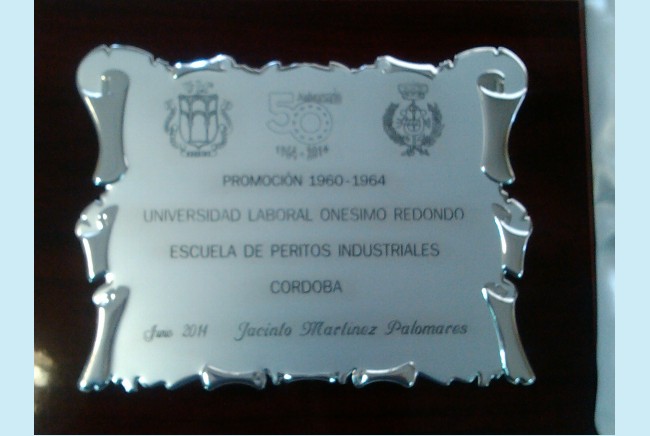 50 Aniversario
1964 - 2014
PROMOCIÓN 1960-1964
UNIVERSIDAD LABORAL ONESIMO REDONDO
ESCUELA DE PERITOS INDUSTRIALES
CORDOBA
Juno 2014 Jacinto Martinez Palomares